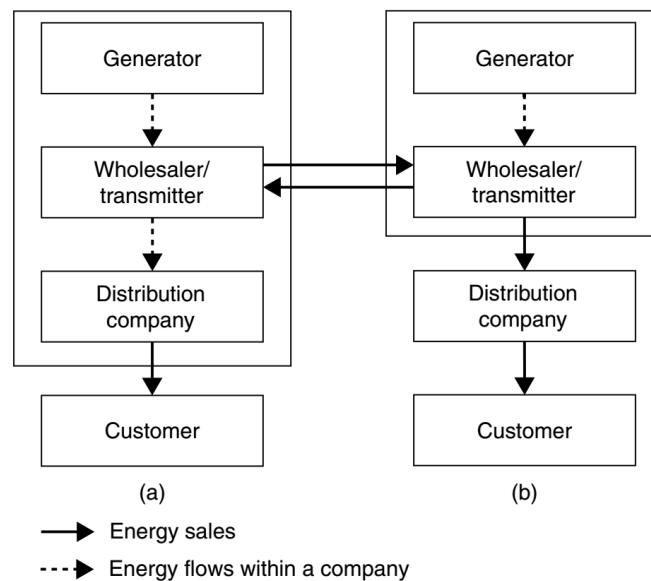 Generator
Wholesaler/
transmitter
Distribution
company
Customer
(a)
Generator
Wholesaler/
transmitter
Distribution
company
Customer
(b)
Energy sales
Energy flows within a company